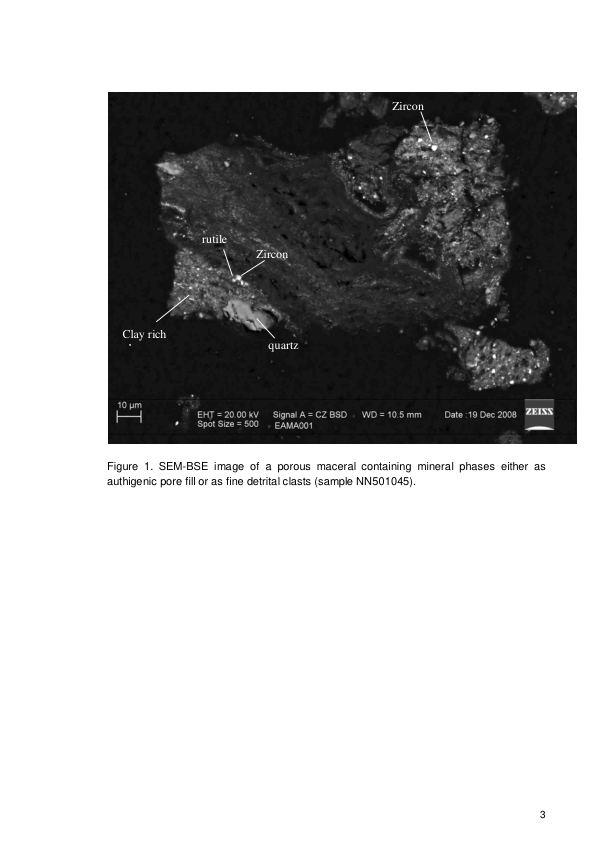 Zircon
rutile
Zircon
Clay rich
quartz
10 µm
EHT = 20.00 kV Signal A = CZ BSD WD = 10.5 mm Date :19 Dec 2008 ZEISS
Spot Size = 500 EAMA001
Figure 1. SEM-BSE image of a porous maceral containing mineral phases either as
authigenic pore fill or as fine detrital clasts (sample NN501045).
3